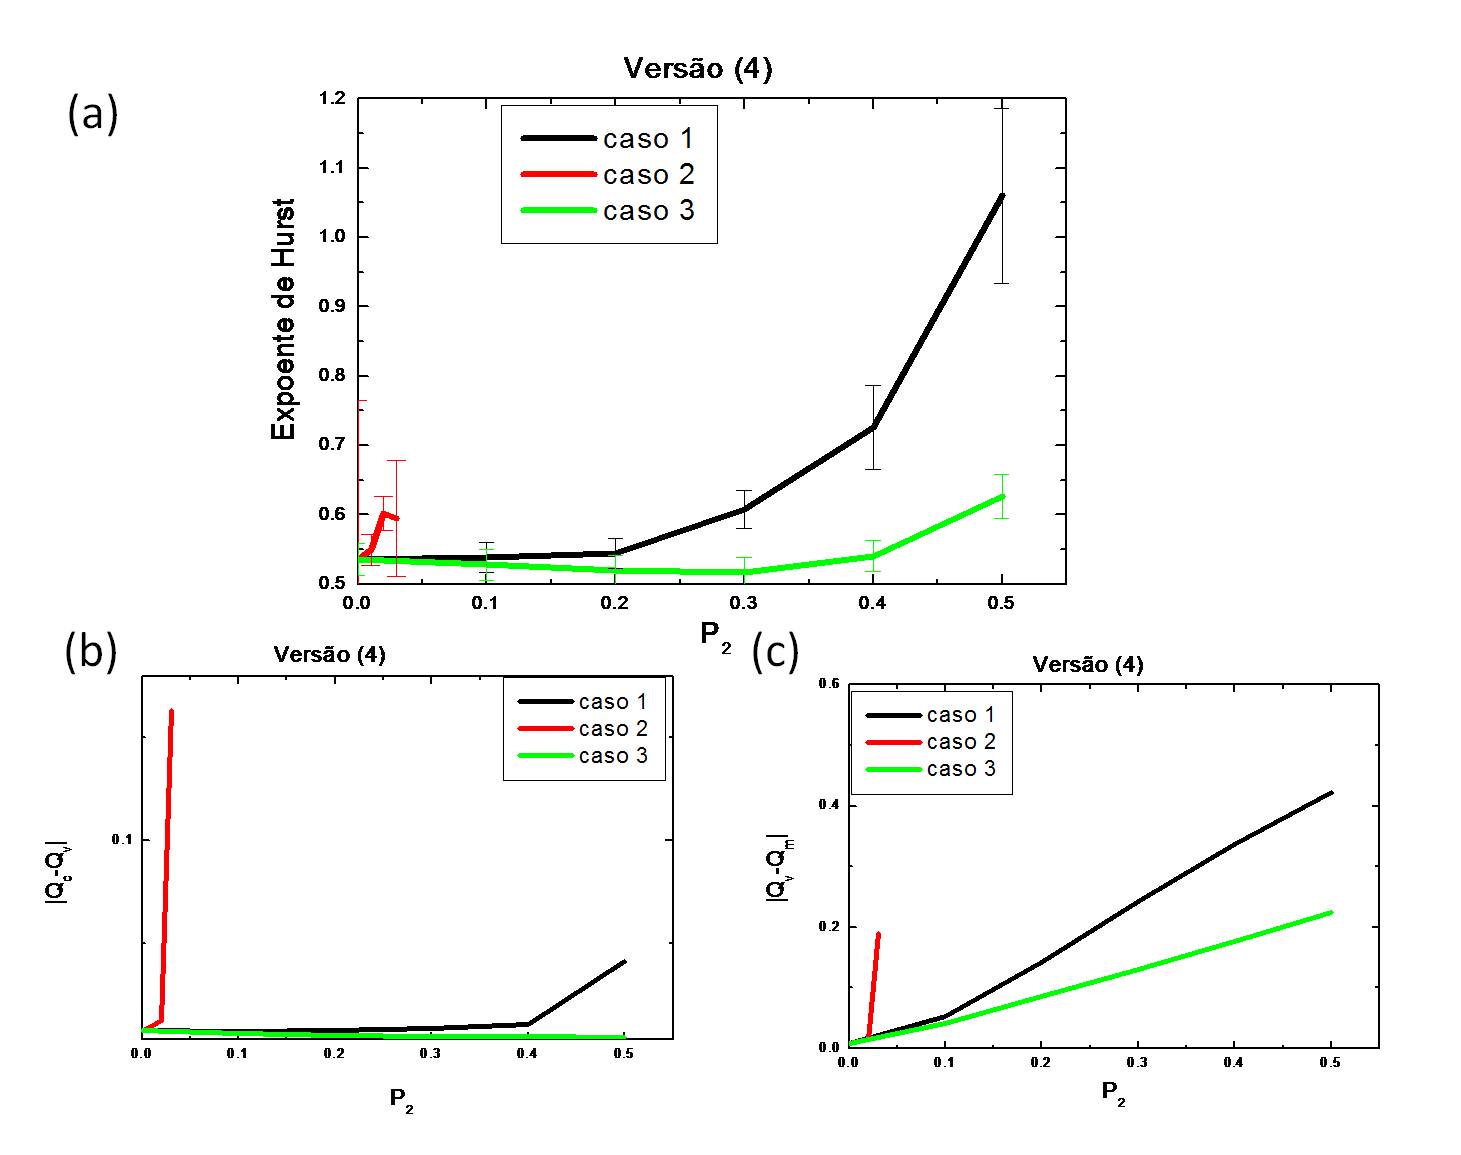 (a)
Versão (4)
1.2
1.1
1.0
0.9
0.8
0.7
0.6
0.5
Expoente de Hurst
caso 1
caso 2
caso 3
0.0 0.1 0.2 0.3 0.4 0.5
P2
(b)
Versão (4)
0.1
|Qc-Qv|
caso 1
caso 2
caso 3
0.0 0.1 0.2 0.3 0.4 0.5
P2
(c)
Versão (4)
0.6
0.4
0.2
0.0
|Qv-Qm|
caso 1
caso 2
caso 3
0.0 0.1 0.2 0.3 0.4 0.5
P2